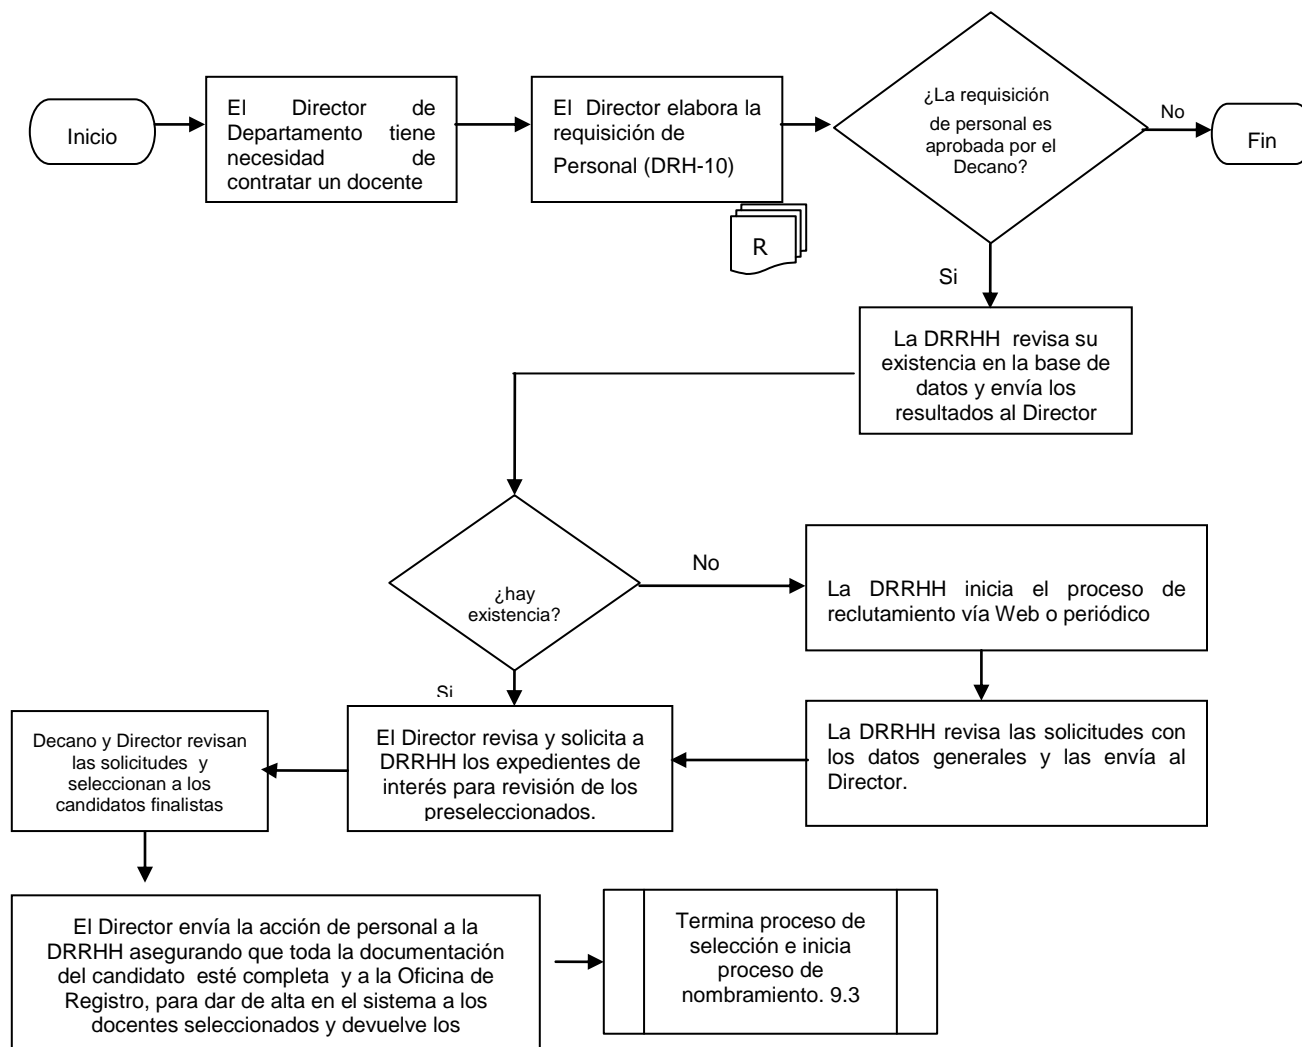 Inicio
El Director de
Departamento tiene
necesidad de
contratar un docente
El Director elabora la
requisición de
Personal (DRH-10)
R
¿La requisición
de personal es
aprobada por el
Decano?
No
Fin
Si
La DRRHH revisa su
existencia en la base de
datos y envía los
resultados al Director
¿hay
existencia?
No
La DRRHH inicia el proceso de
reclutamiento vía Web o periódico
Si
La DRRHH revisa las solicitudes con
los datos generales y las envía al
Director.
El Director revisa y solicita a
DRRHH los expedientes de
interés para revisión de los
preseleccionados.
Decano y Director revisan
las solicitudes y
seleccionan a los
candidatos finalistas
El Director envía la acción de personal a la
DRRHH asegurando que toda la documentación
del candidato esté completa y a la Oficina de
Registro, para dar de alta en el sistema a los
docentes seleccionados y devuelve los
Termina proceso de
selección e inicia
proceso de
nombramiento. 9.3